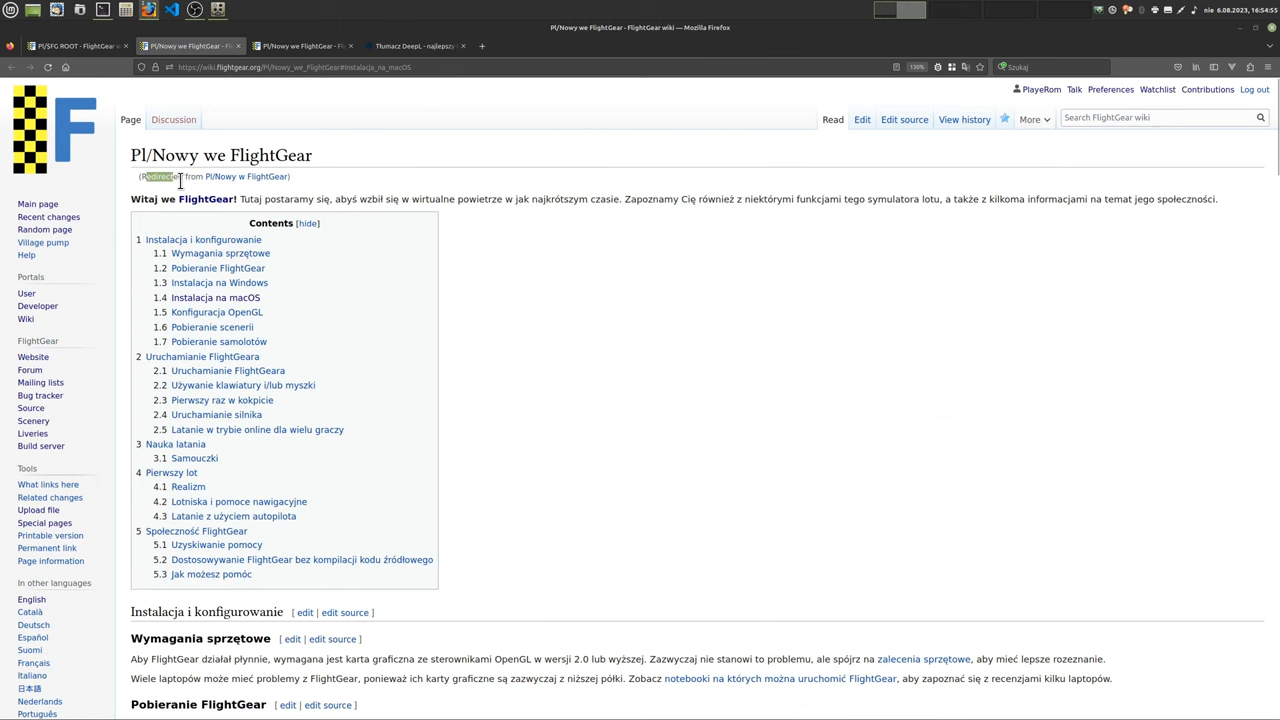 nie 6.08.2023, 16:54:55
Pl/Nowy we FlightGear - FlightGear wiki — Mozilla Firefox
Pl/$FG ROOT - FlightGear w
Pl/Nowy we FlightGear - Fl
Pl/Nowy we FlightGear - Fl
Tłumacz DeepL - najlepszy
https://wiki.flightgear.org/Pl/Nowy_we_FlightGear#Instalacja_na_macOS
130%
Szukaj
PlayeRom Talk Preferences Watchlist Contributions Log out
Page Discussion Read Edit Edit source View history More Search FlightGear wiki
Pl/Nowy we FlightGear
(Redirected from Pl/Nowy w FlightGear)
Witaj we FlightGear! Tutaj postaramy się, abyś wzbił się w wirtualne powietrze w jak najkrótszym czasie. Zapoznamy Cię również z niektórymi funkcjami tego symulatora lotu, a także z kilkoma informacjami na temat jego społeczności.
Contents [hide]
1 Instalacja i konfigurowanie
1.1 Wymagania sprzętowe
1.2 Pobieranie FlightGear
1.3 Instalacja na Windows
1.4 Instalacja na macOS
1.5 Konfiguracja OpenGL
1.6 Pobieranie scenerii
1.7 Pobieranie samolotów
2 Uruchamianie FlightGeara
2.1 Uruchamianie FlightGeara
2.2 Używanie klawiatury i/lub myszki
2.3 Pierwszy raz w kokpicie
2.4 Uruchamianie silnika
2.5 Latanie w trybie online dla wielu graczy
3 Nauka latania
3.1 Samouczki
4 Pierwszy lot
4.1 Realizm
4.2 Lotniska i pomoce nawigacyjne
4.3 Latanie z użyciem autopilota
5 Społeczność FlightGear
5.1 Uzyskiwanie pomocy
5.2 Dostosowywanie FlightGear bez kompilacji kodu źródłowego
5.3 Jak możesz pomóc
Instalacja i konfigurowanie [ edit | edit source ]
Wymagania sprzętowe [ edit | edit source ]
Aby FlightGear działał płynnie, wymagana jest karta graficzna ze sterownikami OpenGL w wersji 2.0 lub wyższej. Zazwyczaj nie stanowi to problemu, ale spójrz na zalecenia sprzętowe, aby mieć lepsze rozeznanie.
Wiele laptopów może mieć problemy z FlightGear, ponieważ ich karty graficzne są zazwyczaj z niższej półki. Zobacz notebooki na których można uruchomić FlightGear, aby zapoznać się z recenzjami kilku laptopów.
Pobieranie FlightGear [ edit | edit source ]
Main page
Recent changes
Random page
Village pump
Help
Portals
User
Developer
Wiki
FlightGear
Website
Forum
Mailing lists
Bug tracker
Source
Scenery
Liveries
Build server
Tools
What links here
Related changes
Upload file
Special pages
Printable version
Permanent link
Page information
In other languages
English
Català
Deutsch
Español
Suomi
Français
Italiano
日本語
Nederlands
Português